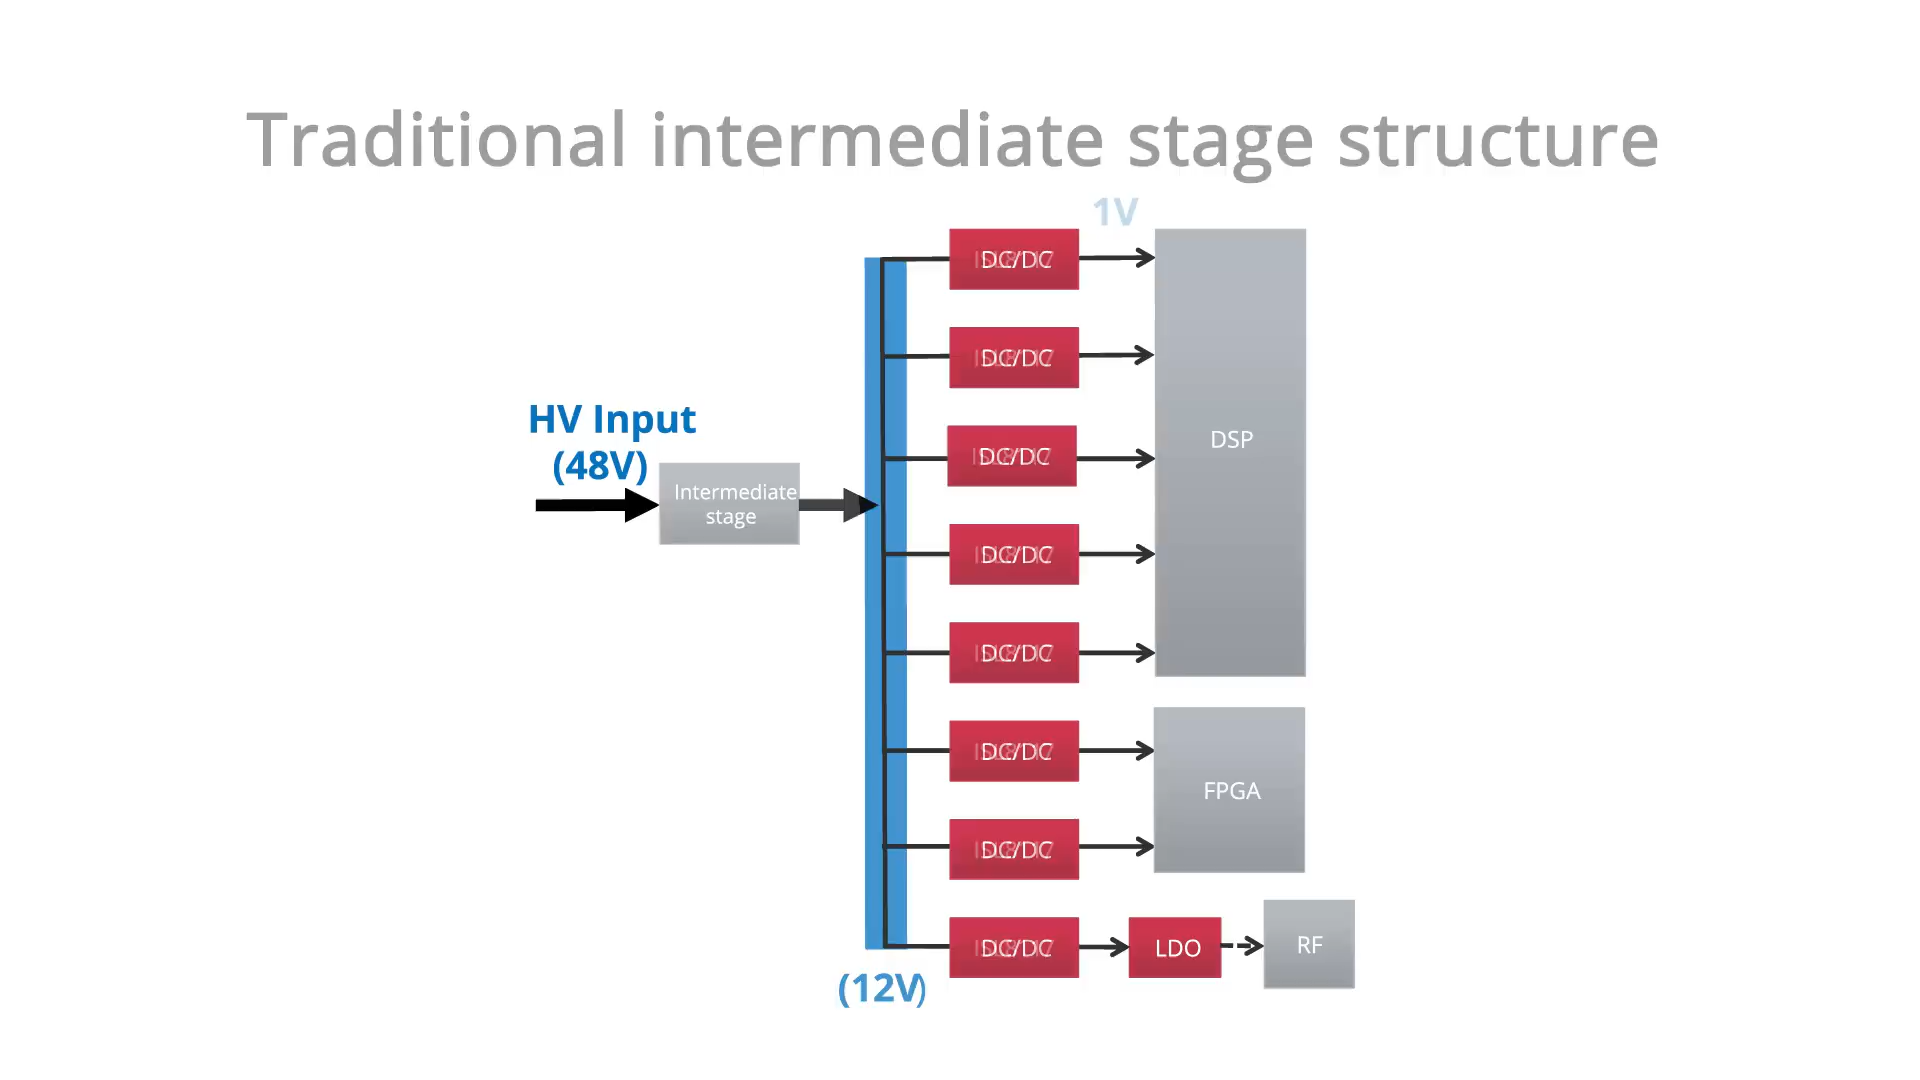 Traditional intermediate stage structure
1V
DC/DC
DC/DC
DC/DC
DC/DC
DC/DC
DC/DC
DC/DC
DC/DC
HV Input
(48V)
Intermediate
stage
DSP
FPGA
LDO
RF
(12V)